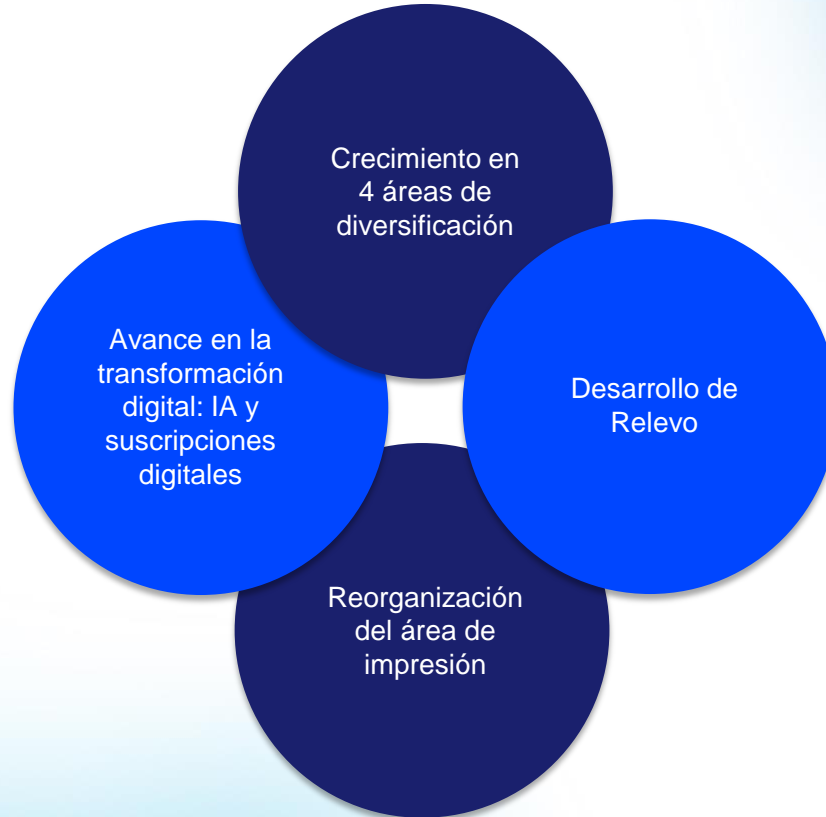 Crecimiento en
4 áreas de
diversificación
Avance en la
transformación
digital: IA y
suscripciones
digitales
Desarrollo de
Relevo
Reorganización
del área de
impresión